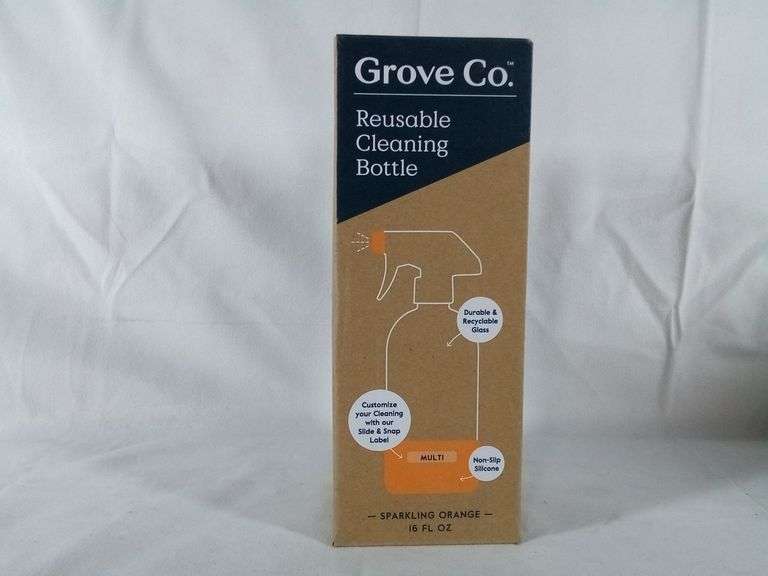 Grove Co.™
Reusable
Cleaning
Bottle
Durable &
Recyclable
Glass
Customize
your Cleaning
with our
Slide & Snap
Label
MULTI
Non-Slip
Silicone
— SPARKLING ORANGE —
16 FL OZ